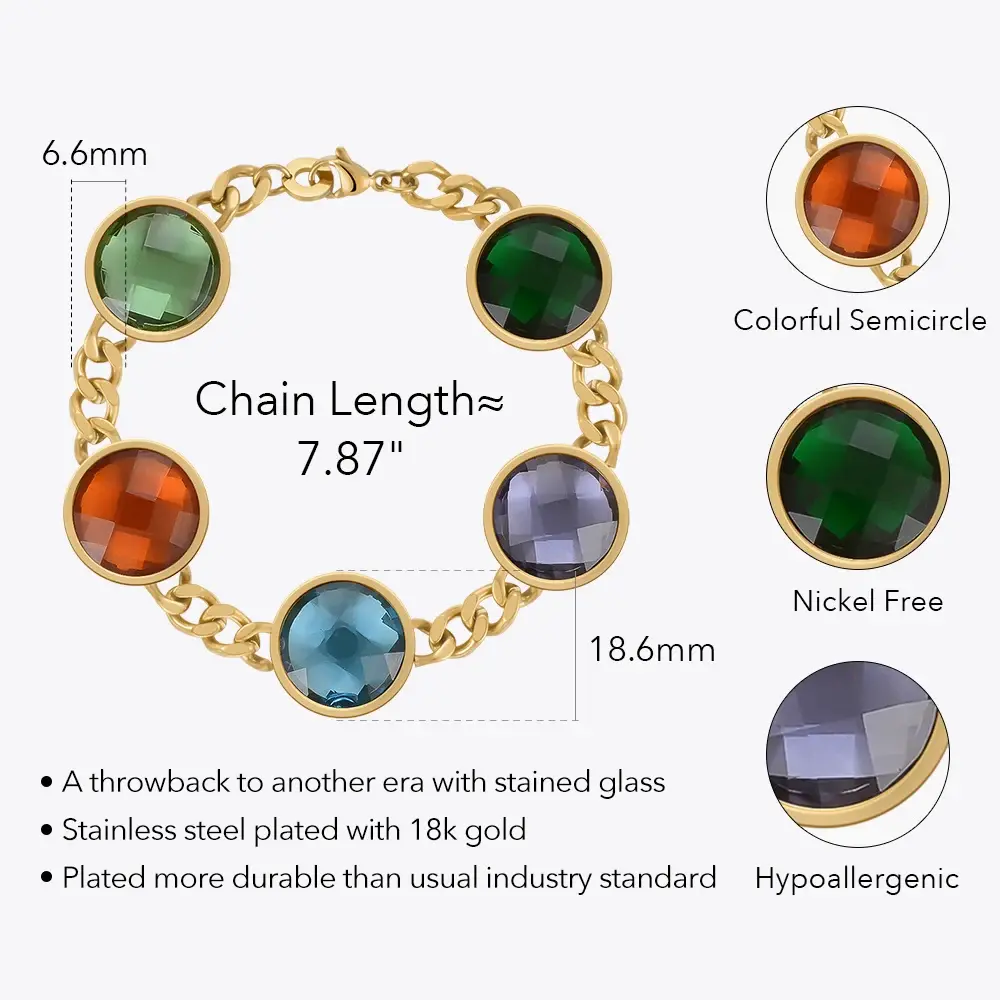 6.6mm
Colorful Semicircle
Chain Length≈
7.87"
Nickel Free
18.6mm
• A throwback to another era with stained glass
• Stainless steel plated with 18k gold
• Plated more durable than usual industry standard
Hypoallergenic